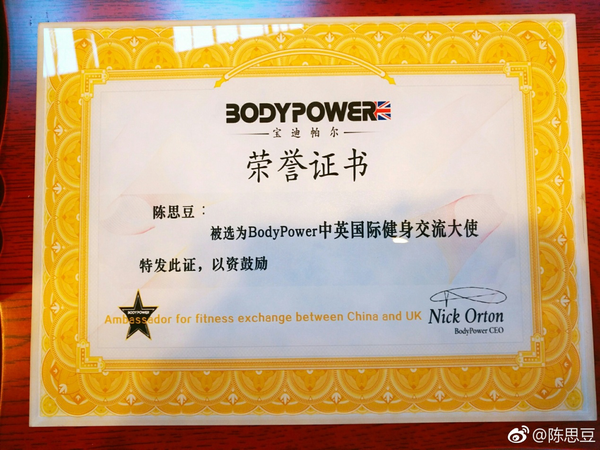 BODYPOWER
宝迪帕尔
荣誉证书
陈思豆：
被选为BodyPower中英国际健身交流大使
特发此证，以资鼓励
BODYPOWER
Ambassador for fitness exchange between China and UK
Nick Orton
BodyPower CEO
@陈思豆